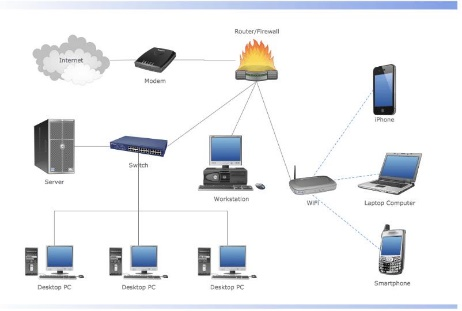 Router/Firewall
Internet
Modem
iPhone
Switch
Server
Workstation
WiFi
Laptop Computer
Desktop PC
Desktop PC
Desktop PC
Smartphone